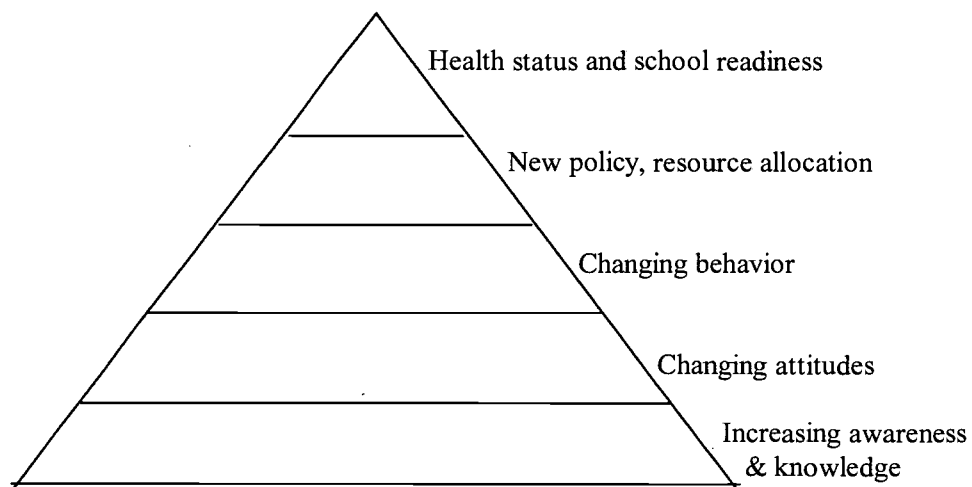 Health status and school readiness
New policy, resource allocation
Changing behavior
Changing attitudes
Increasing awareness
& knowledge